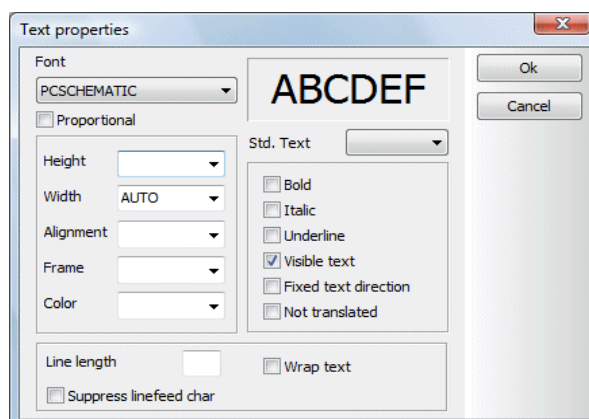 Text properties
Font
PCSCHEMATIC
Proportional
ABCDEF
Ok
Cancel
Std. Text
Height
Width AUTO
Alignment
Frame
Color
Bold
Italic
Underline
Visible text
Fixed text direction
Not translated
Line length
Wrap text
Suppress linefeed char